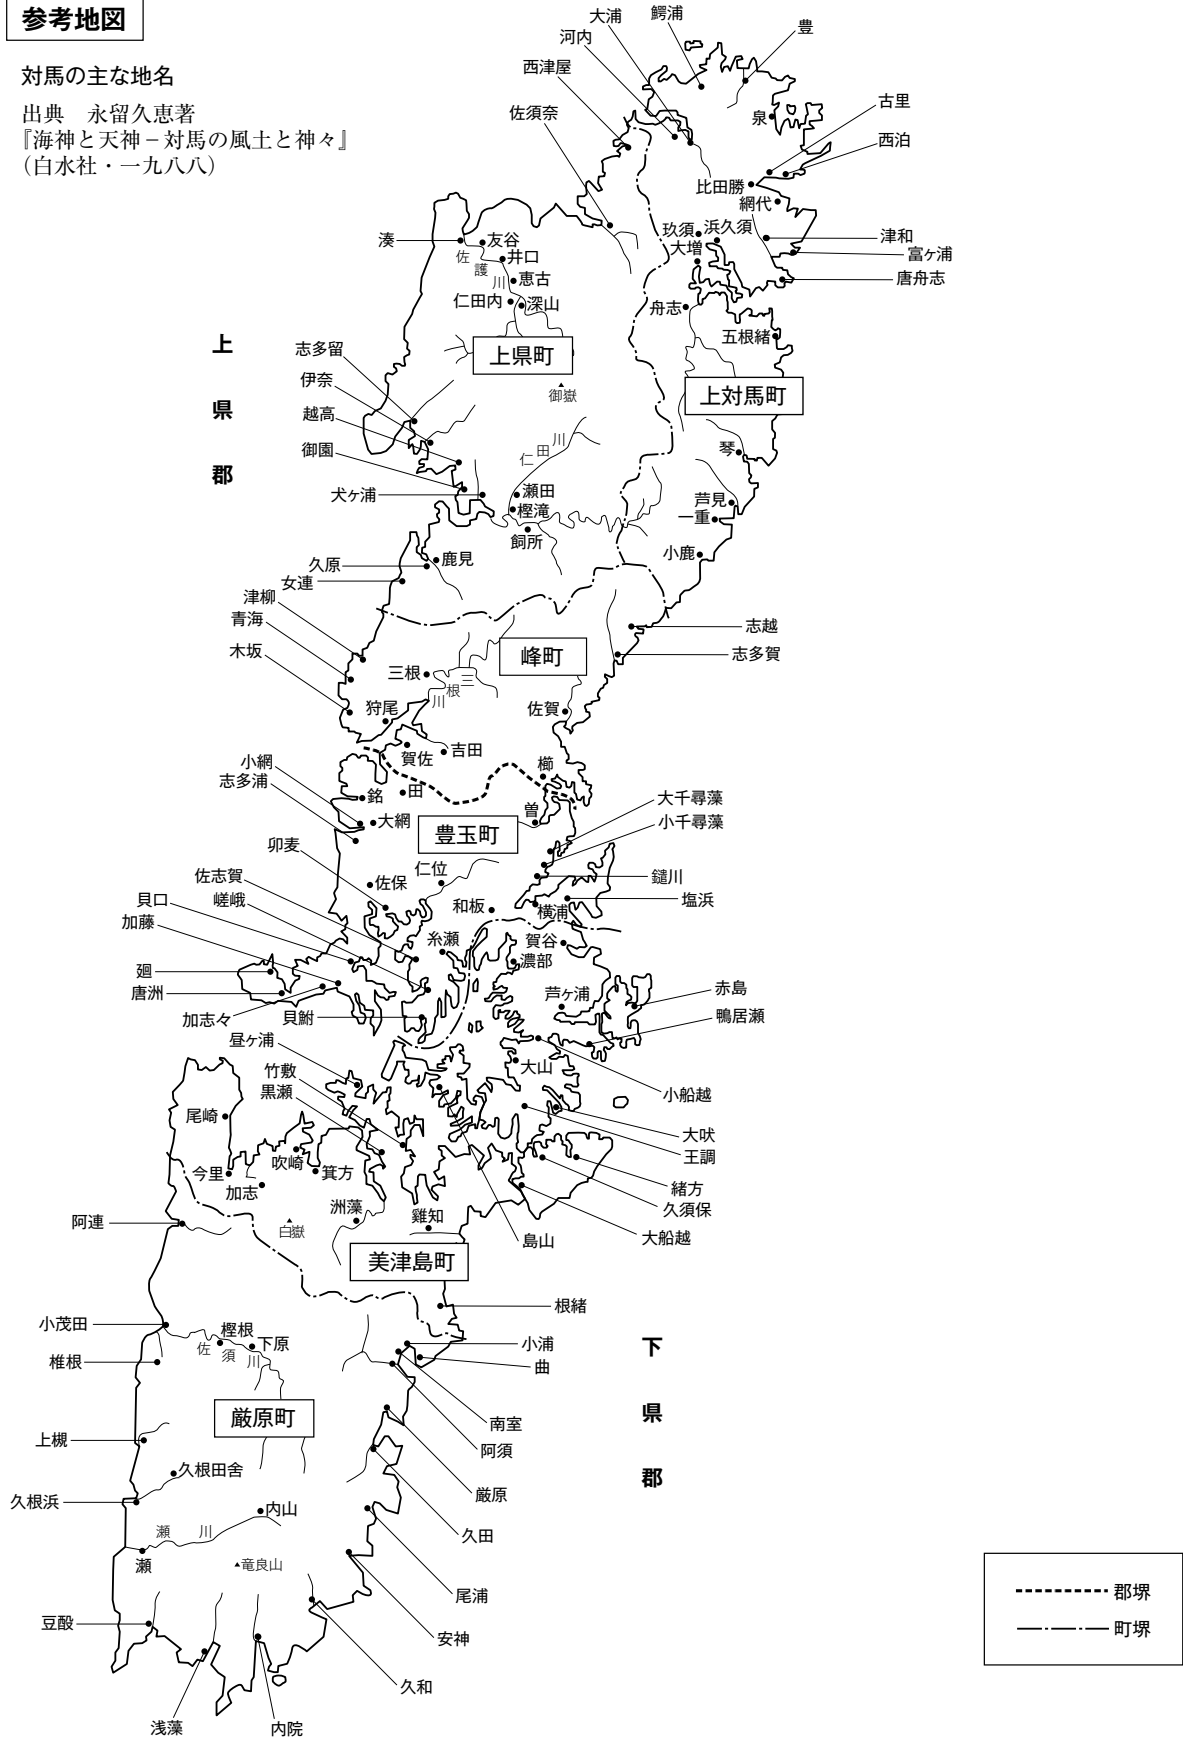 参考地図
対馬の主な地名
出典　永留久恵著
『海神と天神－対馬の風土と神々』
（白水社・一九八八）
大浦
鰐浦
豊
河内
西津屋
佐須奈
泉
古里
西泊
比田勝
網代
津和
富ヶ浦
唐舟志
玖須
浜久須
大増
舟志
五根緒
湊
友谷
井口
恵古
仁田内
深山
佐護川
上県町
上対馬町
上県郡
志多留
伊奈
越高
御園
犬ヶ浦
御嶽
仁田川
瀬田
樫滝
飼所
琴
芦見
一重
小鹿
久原
鹿見
女連
津柳
青海
木坂
志越
志多賀
峰町
三根
三根川
狩尾
佐賀
賀佐
吉田
櫛
小網
志多浦
銘
田
大網
曽
大千尋藻
小千尋藻
豊玉町
卯麦
仁位
佐保
鑓川
塩浜
横浦
和板
佐志賀
嵯峨
貝口
加藤
糸瀬
賀谷
濃部
廻
唐洲
加志々
貝鮒
芦ヶ浦
赤島
鴨居瀬
昼ヶ浦
竹敷
黒瀬
大山
小船越
尾崎
大吠
王調
今里
加志
吹崎
箕方
緒方
久須保
大船越
洲藻
雞知
島山
阿連
白嶽
美津島町
根緒
小茂田
樫根
下原
佐須川
椎根
小浦
曲
南室
阿須
下県郡
厳原町
上槻
久根田舎
久根浜
厳原
久田
内山
瀬川
瀬
竜良山
尾浦
安神
豆酘
久和
浅藻
内院
郡堺
町堺